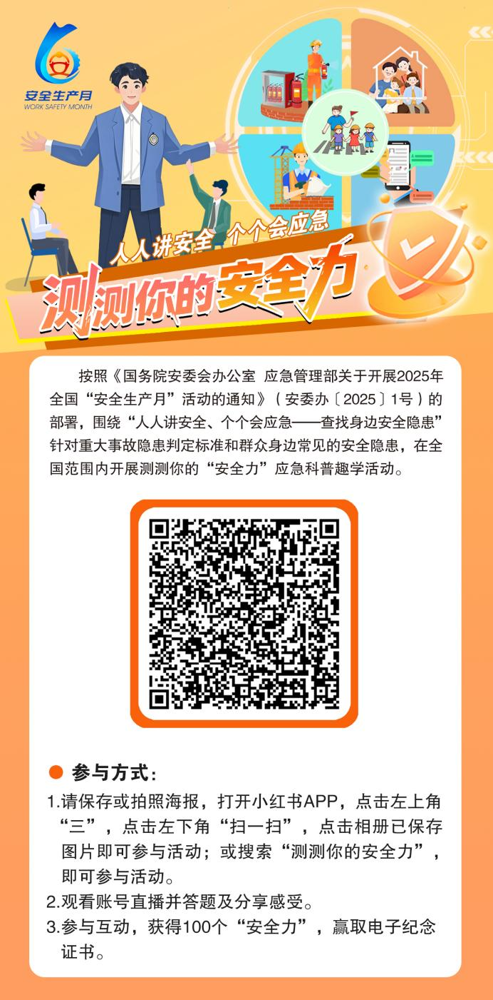 安全生产月
WORK SAFETY MONTH
人人讲安全 个个会应急
测测你的安全力
按照《国务院安委会办公室 应急管理部关于开展2025年
全国“安全生产月”活动的通知》（安委办〔2025〕1号）的
部署，围绕“人人讲安全、个个会应急——查找身边安全隐患”
针对重大事故隐患判定标准和群众身边常见的安全隐患，在全
国范围内开展测测你的“安全力”应急科普趣学活动。
参与方式：
1.请保存或拍照海报，打开小红书APP，点击左上角
“三”，点击左下角“扫一扫”，点击相册已保存
图片即可参与活动；或搜索“测测你的安全力”，
即可参与活动。
2.观看账号直播并答题及分享感受。
3.参与互动，获得100个“安全力”，赢取电子纪念
证书。